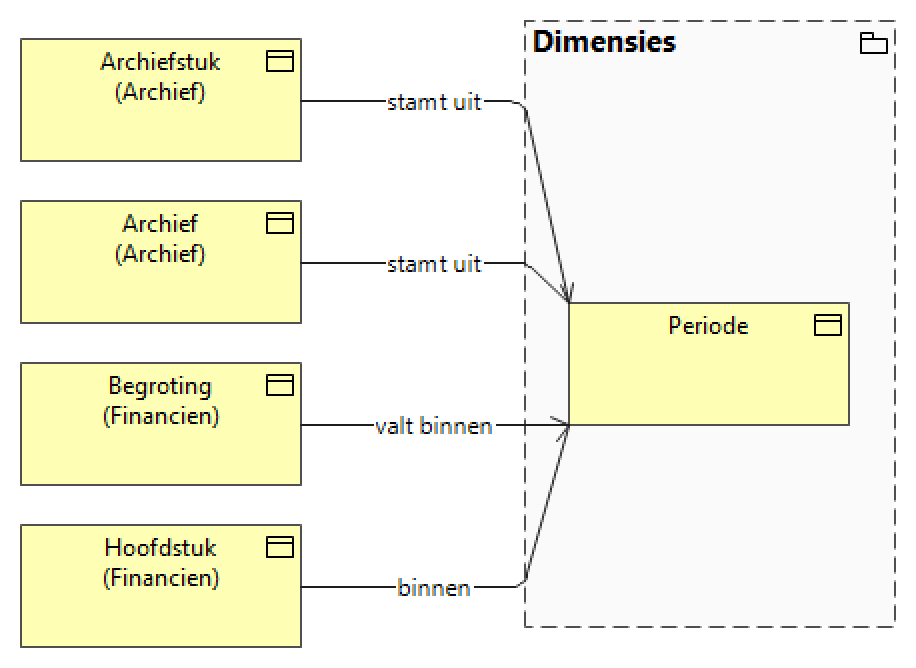 Dimensies
Archiefstuk
(Archief)
stamt uit
Archief
(Archief)
stamt uit
Periode
Begroting
(Financien)
valt binnen
Hoofdstuk
(Financien)
binnen